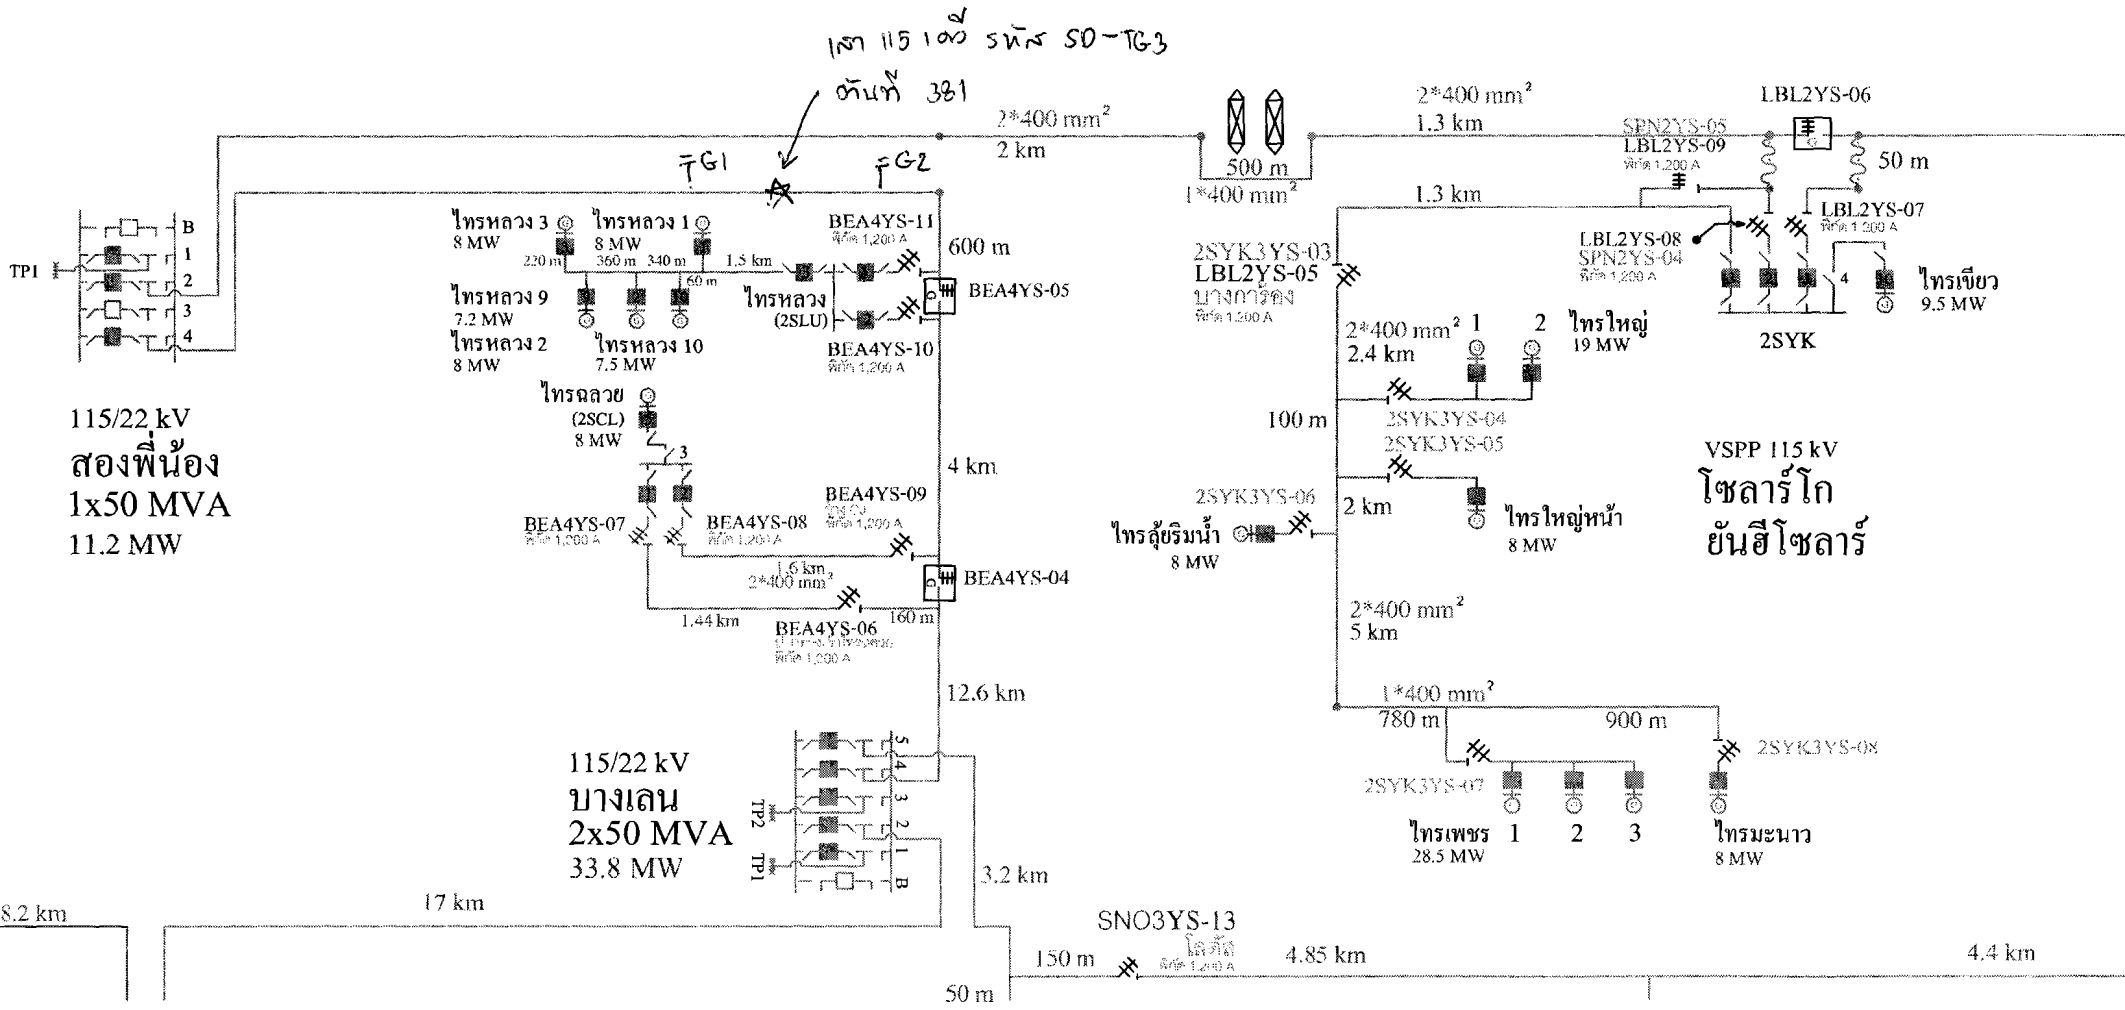 เสา 115 เควี รหัส SD-TG3
ต้นที่ 381
2*400 mm²
2 km
500 m
1*400 mm²
2*400 mm²
1.3 km
LBL2YS-06
SPN2YS-05
LBL2YS-09
พิกัด 1,200 A
50 m
TG1
TG2
1.3 km
LBL2YS-07
พิกัด 1,200 A
LBL2YS-08
SPN2YS-04
พิกัด 1,200 A
4
ไทรเขียว
9.5 MW
2SYK
B
1
2
3
4
TP1
ไทรหลวง 3
8 MW
ไทรหลวง 1
8 MW
BEA4YS-11
พิกัด 1,200 A
600 m
220 m
360 m
340 m
60 m
1.5 km
BEA4YS-05
ไทรหลวง 9
7.2 MW
ไทรหลวง 2
8 MW
ไทรหลวง 10
7.5 MW
ไทรหลวง
(2SLU)
BEA4YS-10
พิกัด 1,200 A
2SYK3YS-03
LBL2YS-05
บางการ้อง
พิกัด 1,200 A
2*400 mm²
2.4 km
1
2
ไทรใหญ่
19 MW
115/22 kV
สองพี่น้อง
1x50 MVA
11.2 MW
ไทรฉลวย
(2SCL)
8 MW
3
4 km
100 m
2SYK3YS-04
2SYK3YS-05
VSPP 115 kV
โซลาร์ โก
ยันฮี โซลาร์
BEA4YS-09
พิกัด 1,200 A
BEA4YS-07
พิกัด 1,200 A
BEA4YS-08
พิกัด 1,200 A
1.6 km
2*400 mm²
BEA4YS-04
2SYK3YS-06
ไทรลุ้ยริมน้ำ
8 MW
2 km
ไทรใหญ่หน้า
8 MW
1.44 km
160 m
BEA4YS-06
พิกัด 1,200 A
2*400 mm²
5 km
12.6 km
1*400 mm²
780 m
900 m
2SYK3YS-07
2SYK3YS-08
ไทรเพชร
28.5 MW
1
2
3
ไทรมะนาว
8 MW
115/22 kV
บางเลน
2x50 MVA
33.8 MW
TP2
TP1
5
4
3
2
1
B
3.2 km
8.2 km
17 km
SNO3YS-13
โลตัส
พิกัด 1,200 A
150 m
4.85 km
4.4 km
50 m